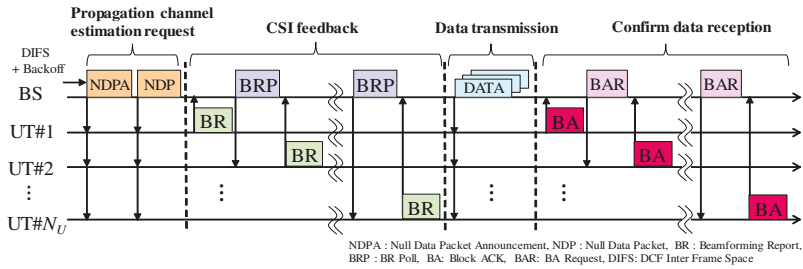 Propagation channel
estimation request
CSI feedback
Data transmission
Confirm data reception
DIFS
+ Backoff
BS
NDPA
NDP
BRP
BRP
DATA
BAR
BAR
UT#1
BR
BA
UT#2
BR
BA
UT#N_U
BR
BA
NDPA : Null Data Packet Announcement, NDP : Null Data Packet, BR : Beamforming Report,
BRP : BR Poll, BA: Block ACK, BAR: BA Request, DIFS: DCF Inter Frame Space